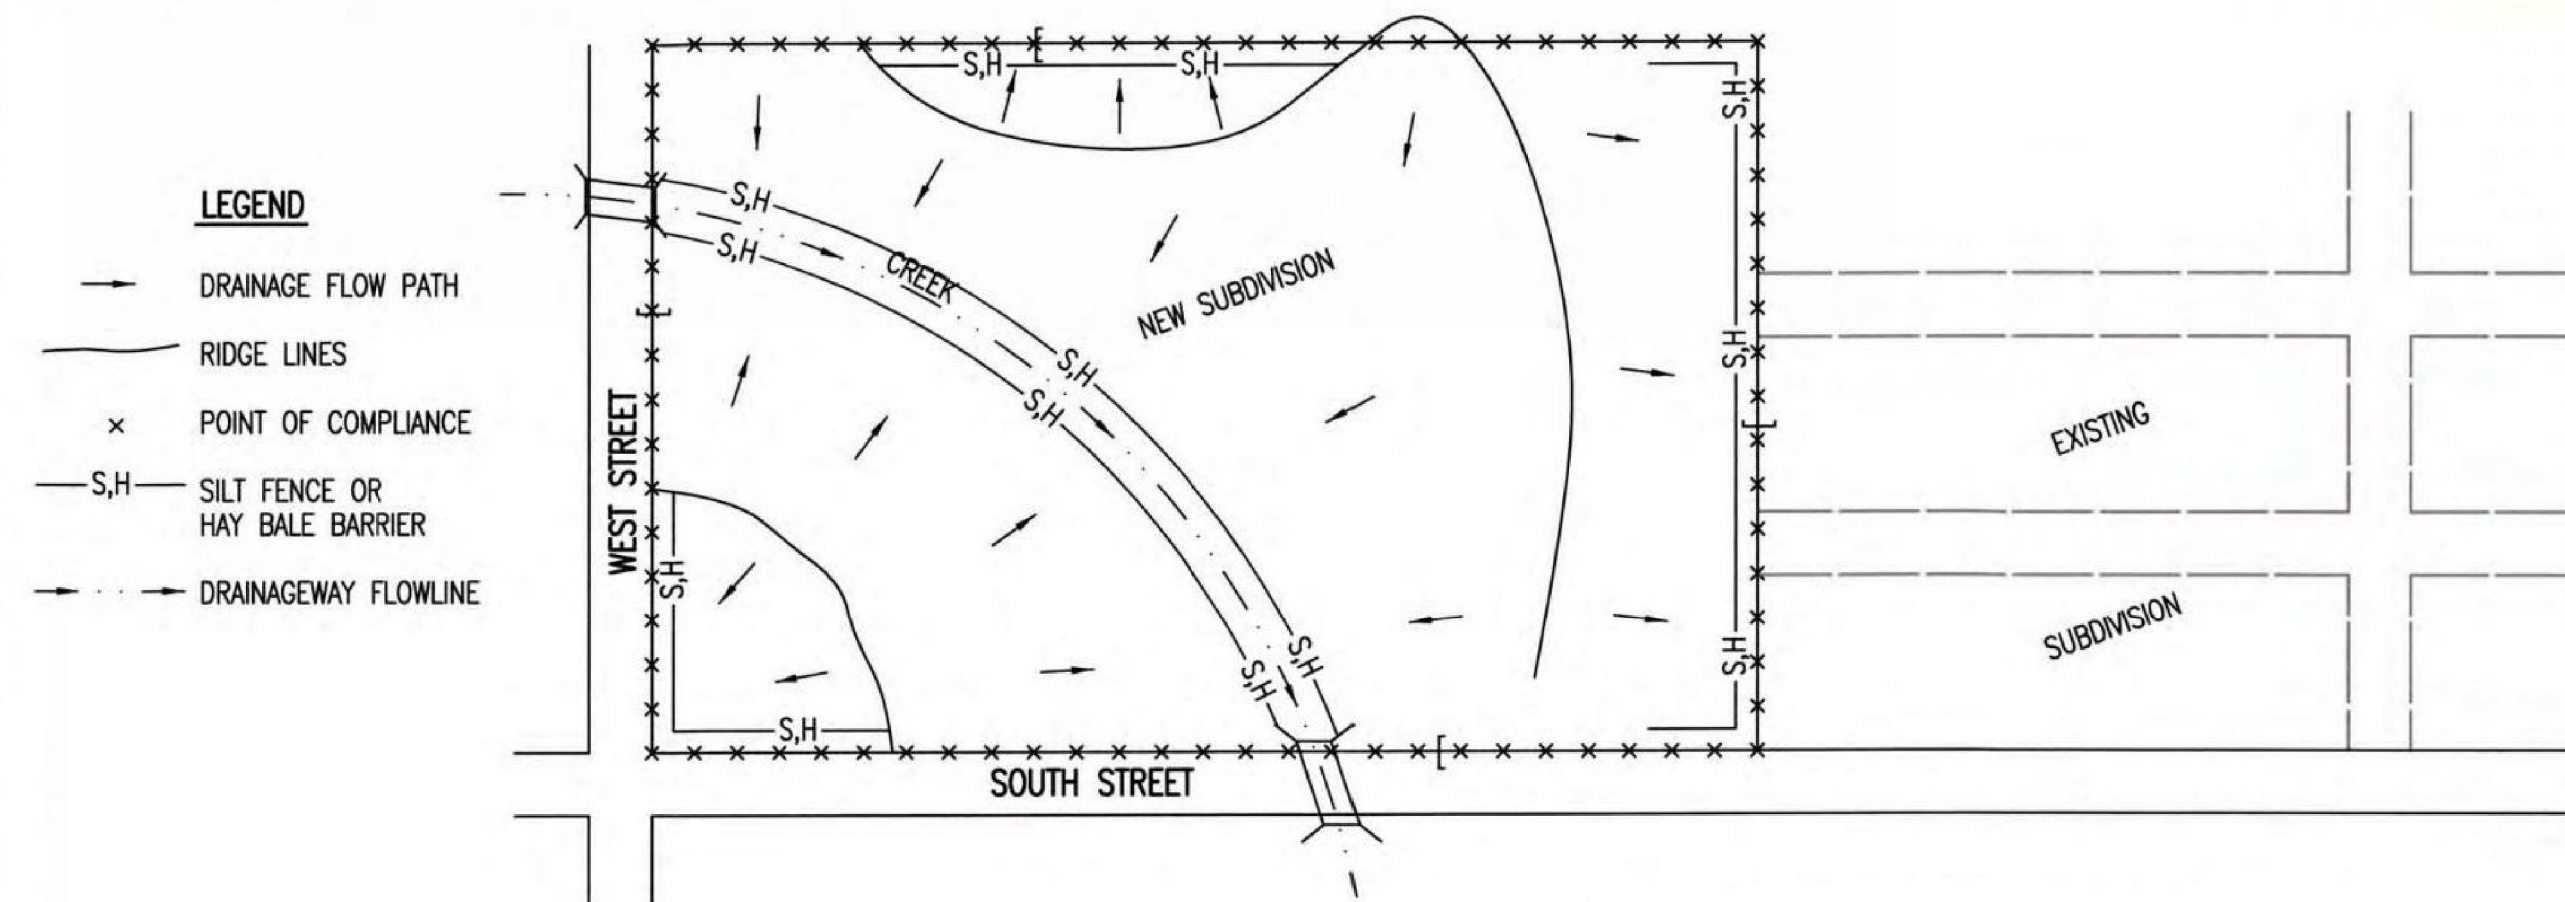 LEGEND
DRAINAGE FLOW PATH
RIDGE LINES
× POINT OF COMPLIANCE
S,H SILT FENCE OR
HAY BALE BARRIER
DRAINAGEWAY FLOWLINE
S,H
S,H
S,H
S,H
S,H
CREEK
NEW SUBDIVISION
S,H
S,H
S,H
WEST STREET
S,H
EXISTING
S,H
S,H
S,H
SUBDIVISION
S,H
S,H
SOUTH STREET